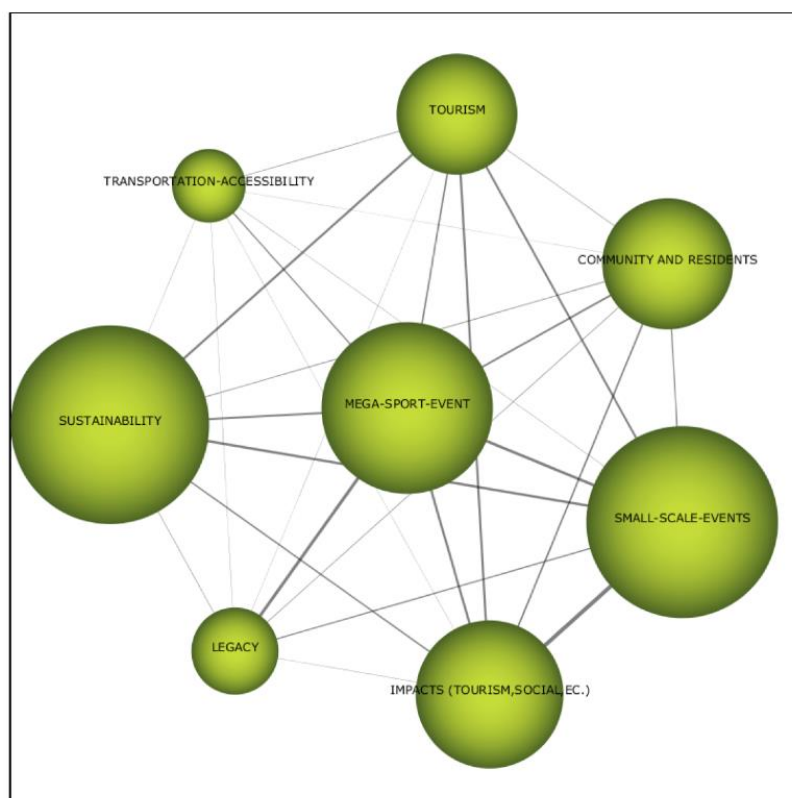 TOURISM
TRANSPORTATION-ACCESSIBILITY
COMMUNITY AND RESIDENTS
MEGA-SPORT-EVENT
SUSTAINABILITY
SMALL-SCALE-EVENTS
LEGACY
IMPACTS (TOURISM,SOCIAL,EC.)